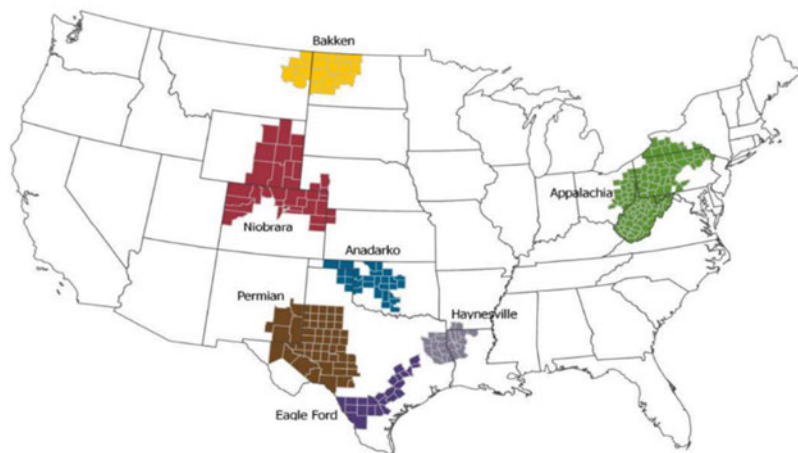 Bakken
Appalachia
Niobrara
Anadarko
Permian
Haynesville
Eagle Ford